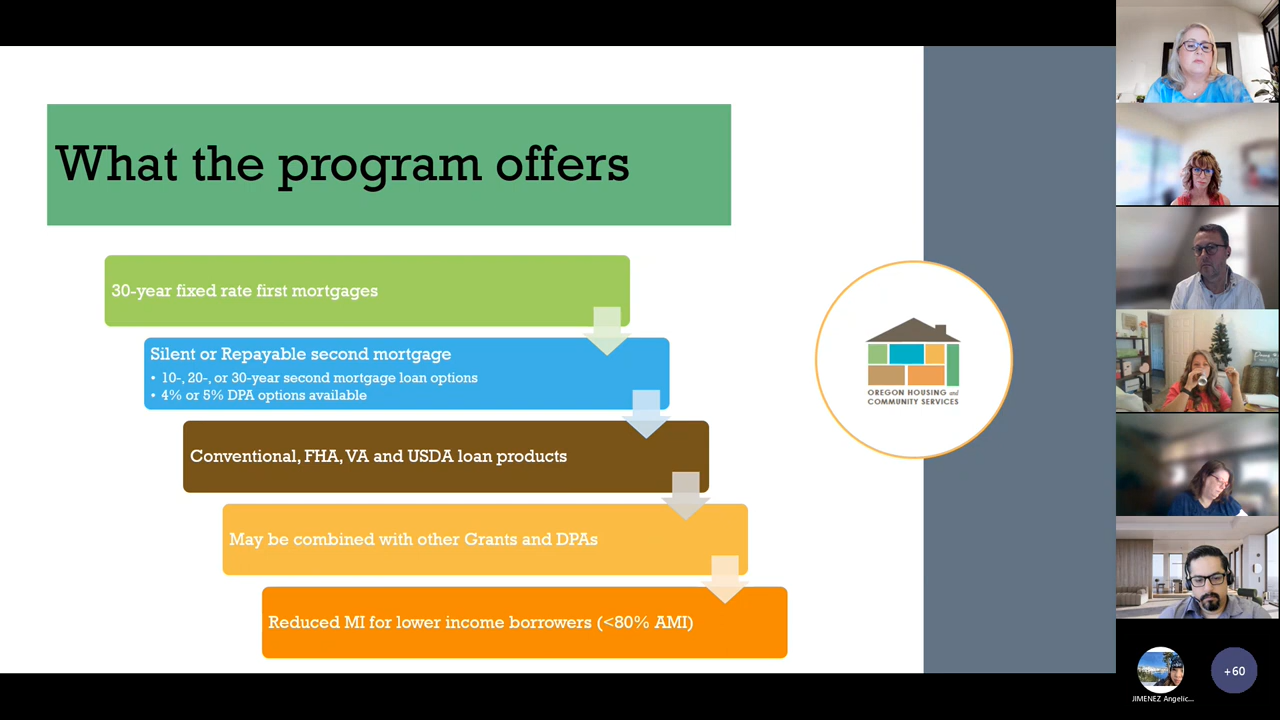 What the program offers
30-year fixed rate first mortgages
Silent or Repayable second mortgage
• 10-, 20-, or 30-year second mortgage loan options
• 4% or 5% DPA options available
Conventional, FHA, VA and USDA loan products
May be combined with other Grants and DPAs
Reduced MI for lower income borrowers (<80% AMI)
OREGON HOUSING and
COMMUNITY SERVICES
+60
JIMENEZ Angelic...